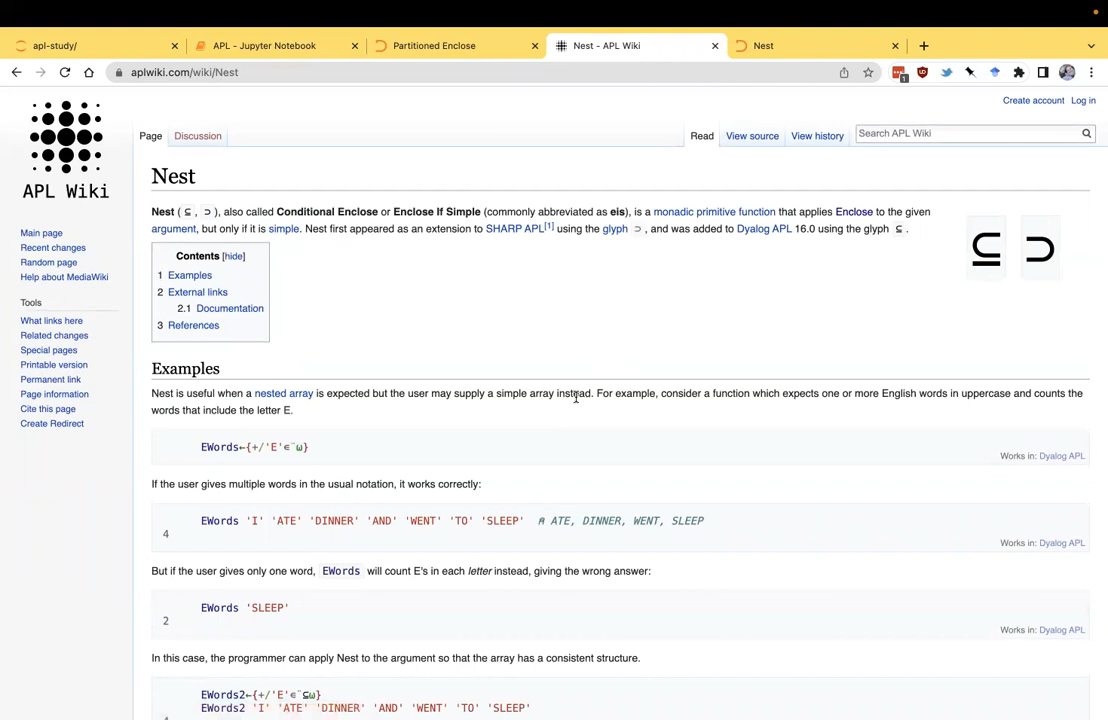 apl-study/
APL - Jupyter Notebook
Partitioned Enclose
Nest - APL Wiki
Nest
aplwiki.com/wiki/Nest
1
Create account Log in
APL WIKI
Page Discussion
Read View source View history
Search APL Wiki
Main page
Recent changes
Random page
Help about MediaWiki
Tools
What links here
Related changes
Special pages
Printable version
Permanent link
Page information
Cite this page
Create Redirect
Nest
Nest (⊆, ⊃), also called Conditional Enclose or Enclose If Simple (commonly abbreviated as eis), is a monadic primitive function that applies Enclose to the given
argument, but only if it is simple. Nest first appeared as an extension to SHARP APL[1] using the glyph ⊃, and was added to Dyalog APL 16.0 using the glyph ⊆.
⊆ ⊃
Contents [hide]
1 Examples
2 External links
2.1 Documentation
3 References
Examples
Nest is useful when a nested array is expected but the user may supply a simple array instead. For example, consider a function which expects one or more English words in uppercase and counts the
words that include the letter E.
EWords←{+/'E'∊¨⍵}
Works in: Dyalog APL
If the user gives multiple words in the usual notation, it works correctly:
EWords 'I' 'ATE' 'DINNER' 'AND' 'WENT' 'TO' 'SLEEP' ⍝ ATE, DINNER, WENT, SLEEP
4
Works in: Dyalog APL
But if the user gives only one word, EWords will count E's in each letter instead, giving the wrong answer:
EWords 'SLEEP'
2
Works in: Dyalog APL
In this case, the programmer can apply Nest to the argument so that the array has a consistent structure.
EWords2←{+/'E'∊¨⊆⍵}
EWords2 'I' 'ATE' 'DINNER' 'AND' 'WENT' 'TO' 'SLEEP'